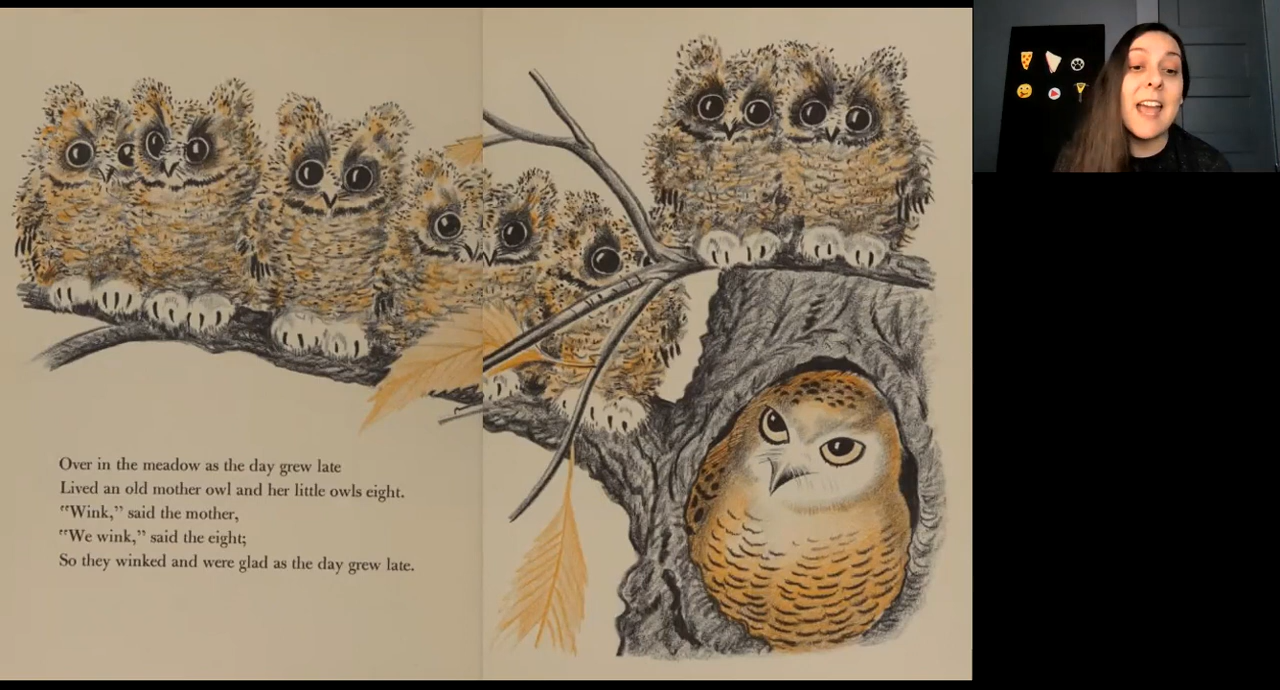 Over in the meadow as the day grew late
Lived an old mother owl and her little owls eight.
"Wink," said the mother,
"We wink," said the eight;
So they winked and were glad as the day grew late.